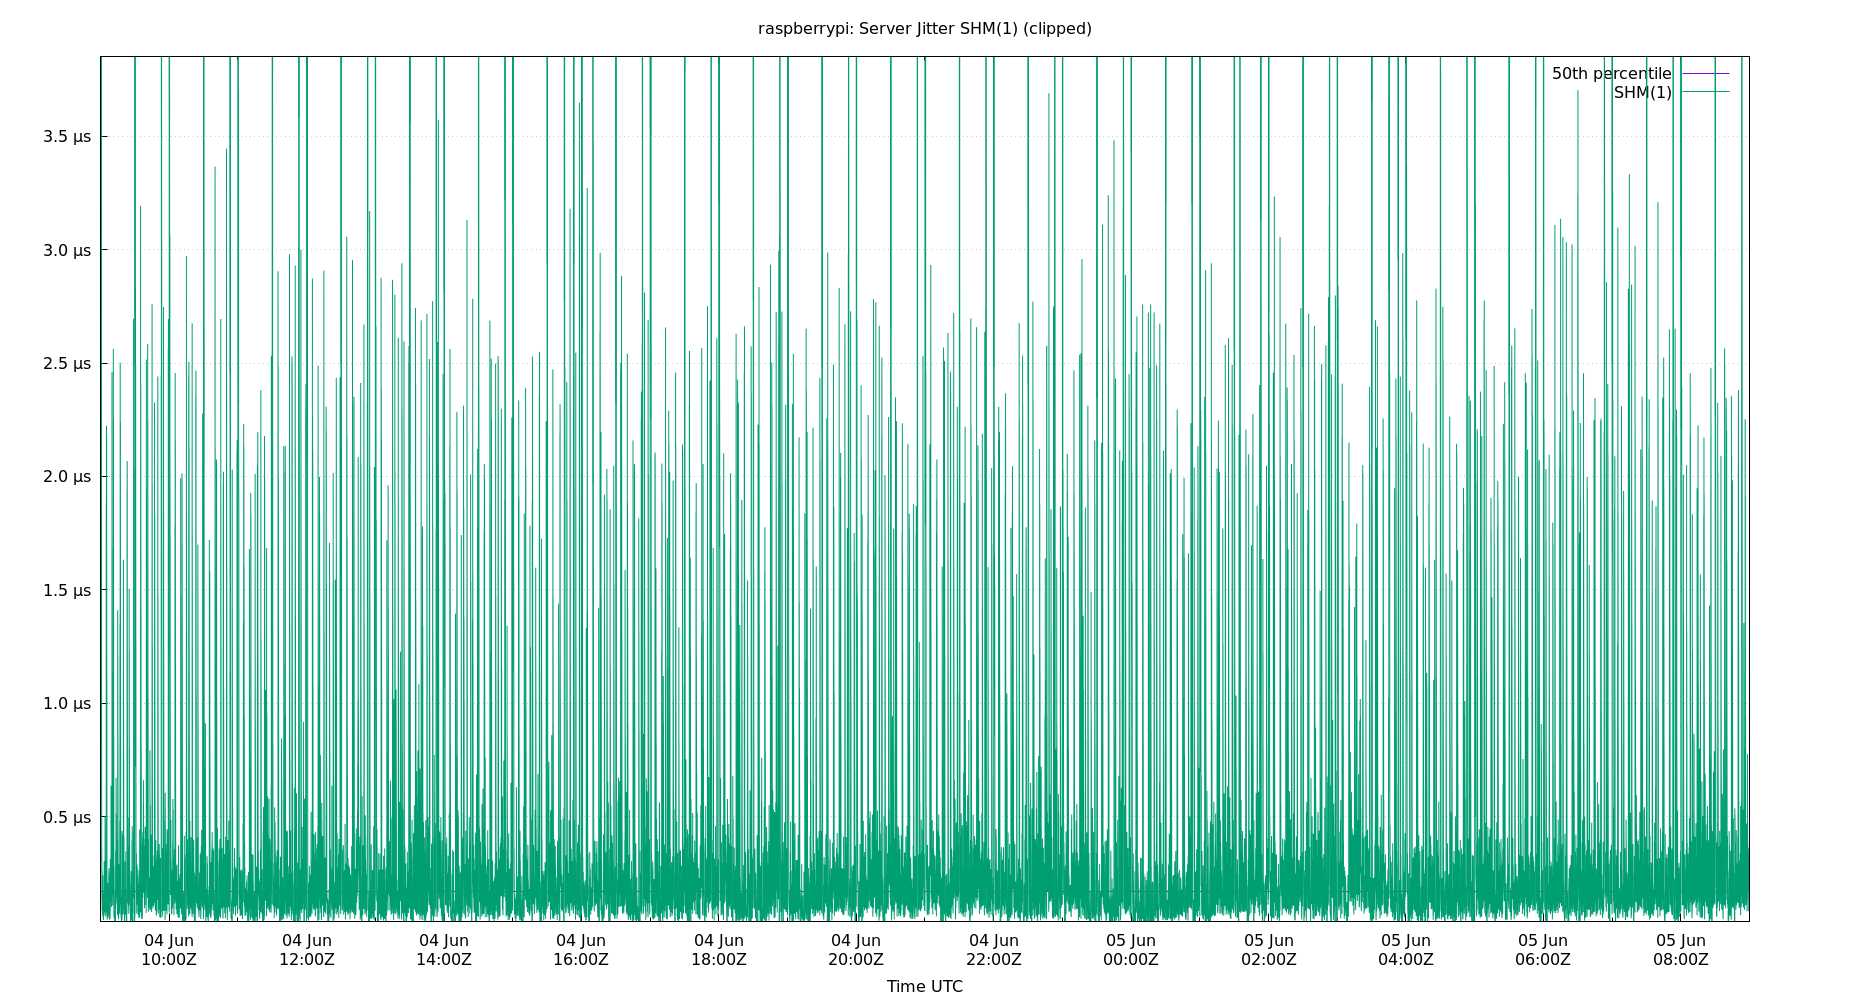 raspberrypi: Server Jitter SHM(1) (clipped)
50th percentile
SHM(1)
3.5 µs
3.0 µs
2.5 µs
2.0 µs
1.5 µs
1.0 µs
0.5 µs
04 Jun 04 Jun 04 Jun 04 Jun 04 Jun 04 Jun 04 Jun 05 Jun 05 Jun 05 Jun 05 Jun 05 Jun
10:00Z 12:00Z 14:00Z 16:00Z 18:00Z 20:00Z 22:00Z 00:00Z 02:00Z 04:00Z 06:00Z 08:00Z
Time UTC